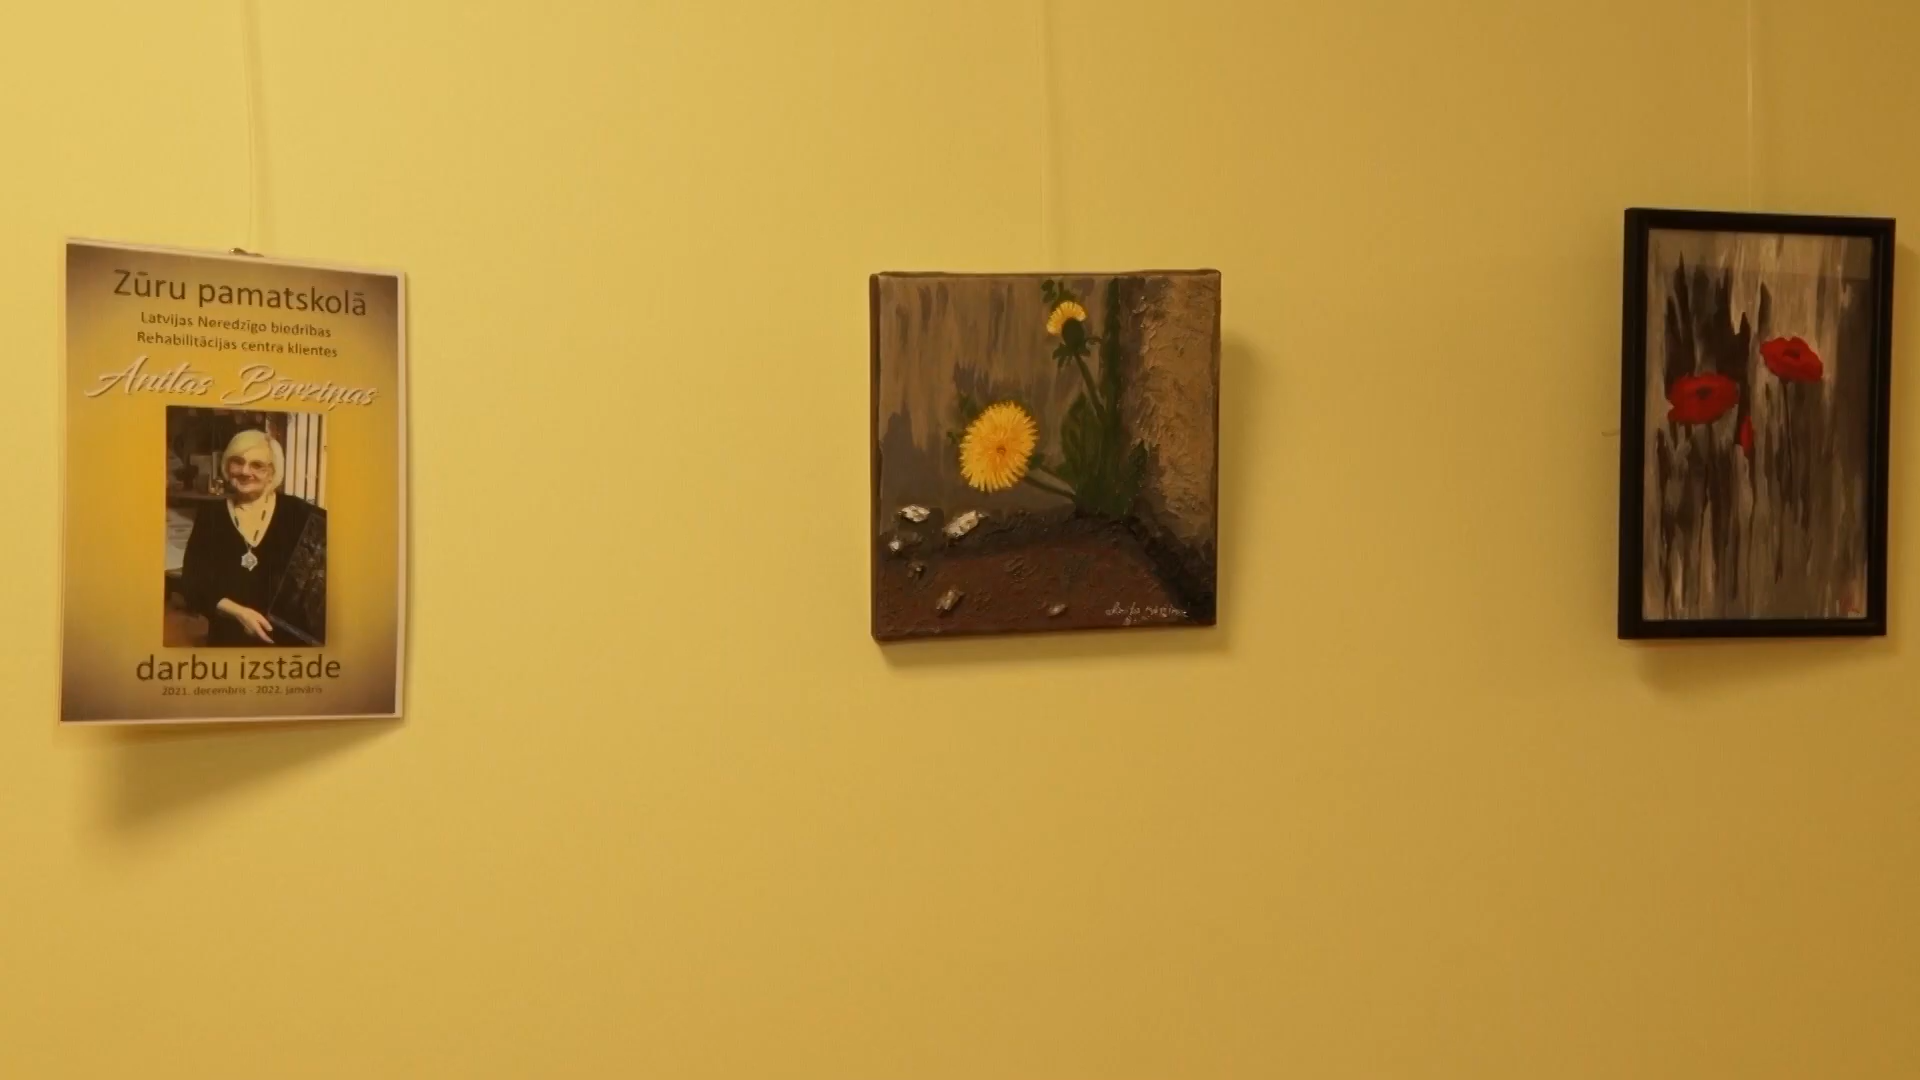 Zūru pamatskolā
Latvijas Neredzīgo biedrības
Rehabilitācijas centra klientes
Anitas Bērziņas
darbu izstāde
2021. decembris - 2022. janvāris